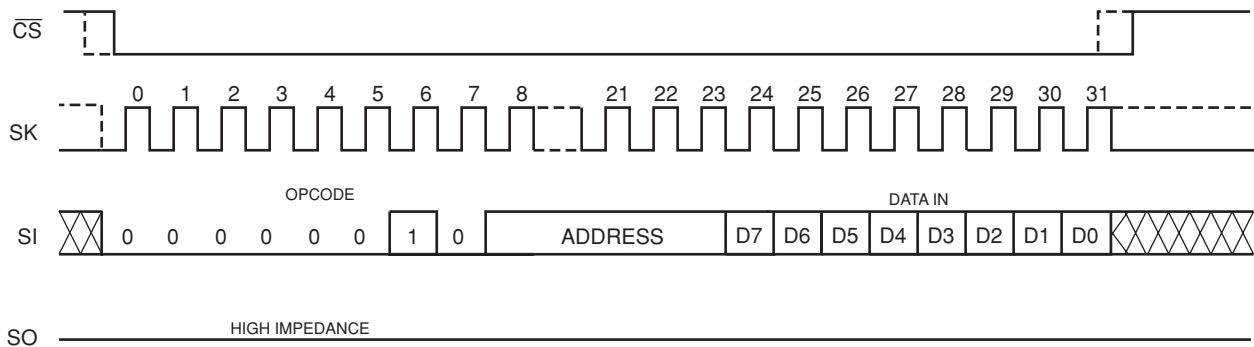 CS
0 1 2 3 4 5 6 7 8 21 22 23 24 25 26 27 28 29 30 31
SK
OPCODE DATA IN
SI 0 0 0 0 0 0 1 0 ADDRESS D7 D6 D5 D4 D3 D2 D1 D0
HIGH IMPEDANCE
SO